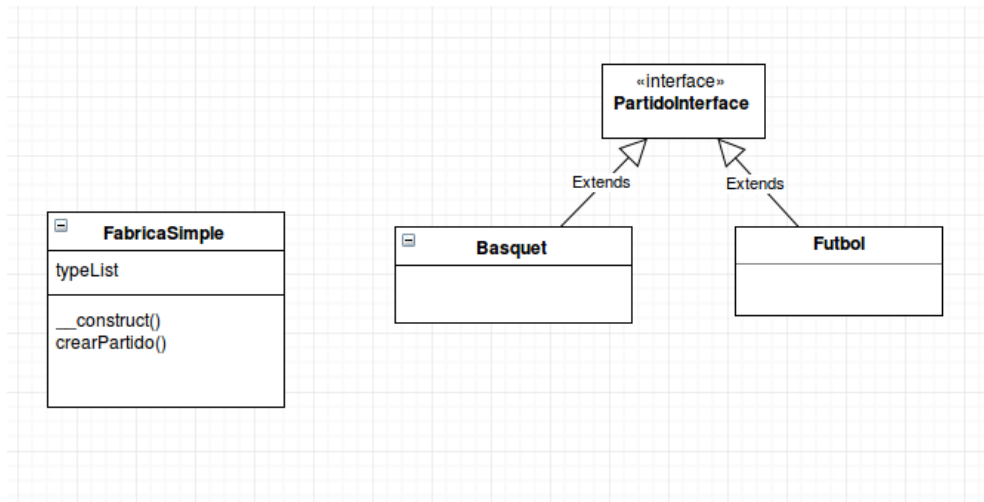 «interface»
PartidoInterface
Extends
Extends
FabricaSimple
typeList
__construct()
crearPartido()
Basquet
Futbol